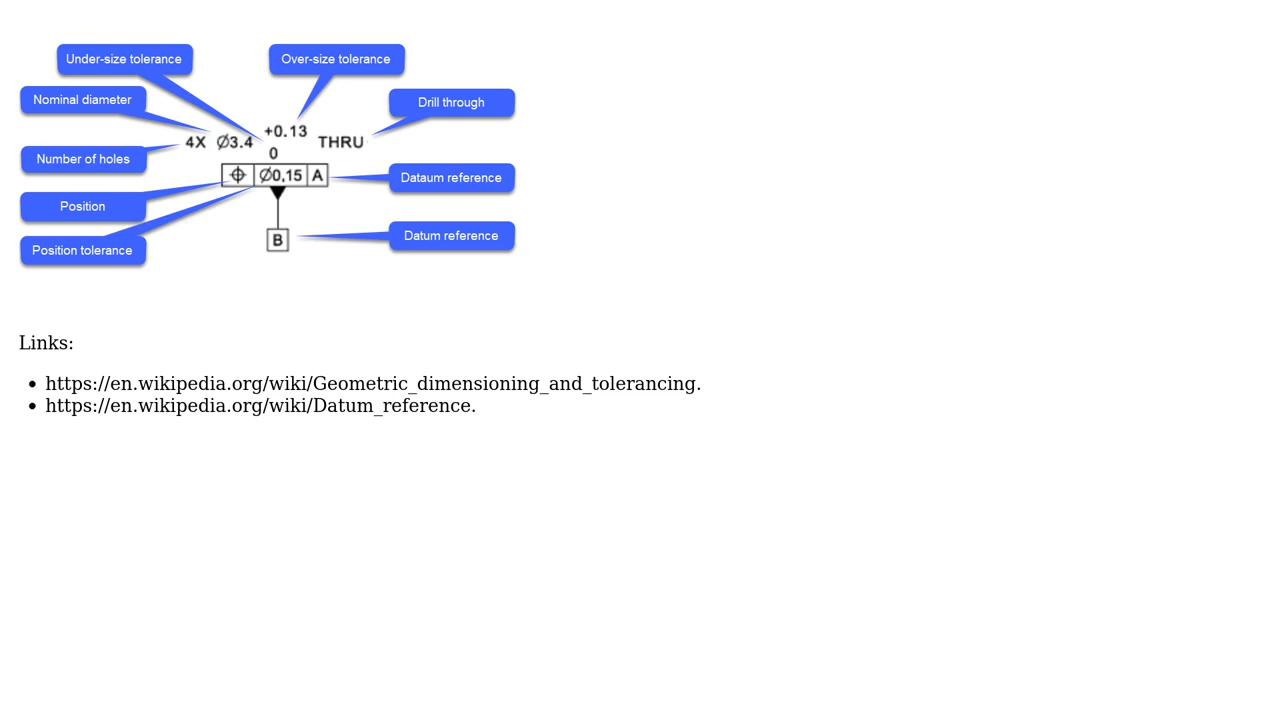 Under-size tolerance
Over-size tolerance
Nominal diameter
Drill through
+0.13
4X Ø3.4 THRU
0
Number of holes
⌖ Ø0,15 A
Dataum reference
Position
B
Datum reference
Position tolerance
Links:
• https://en.wikipedia.org/wiki/Geometric_dimensioning_and_tolerancing.
• https://en.wikipedia.org/wiki/Datum_reference.